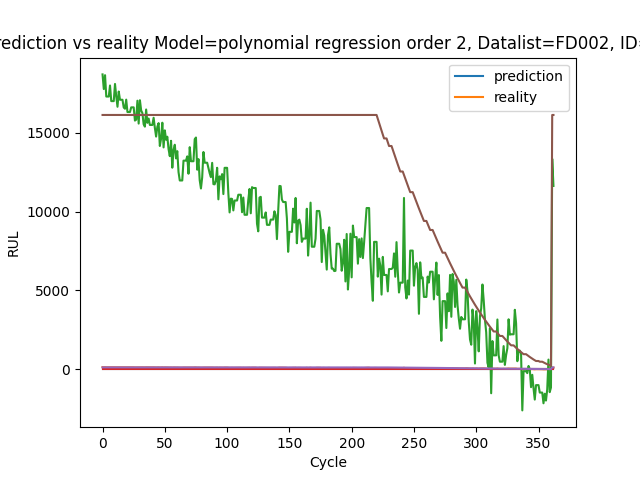 rediction vs reality Model=polynomial regression order 2, Datalist=FD002, ID=
prediction
reality
RUL
15000
10000
5000
0
0 50 100 150 200 250 300 350
Cycle